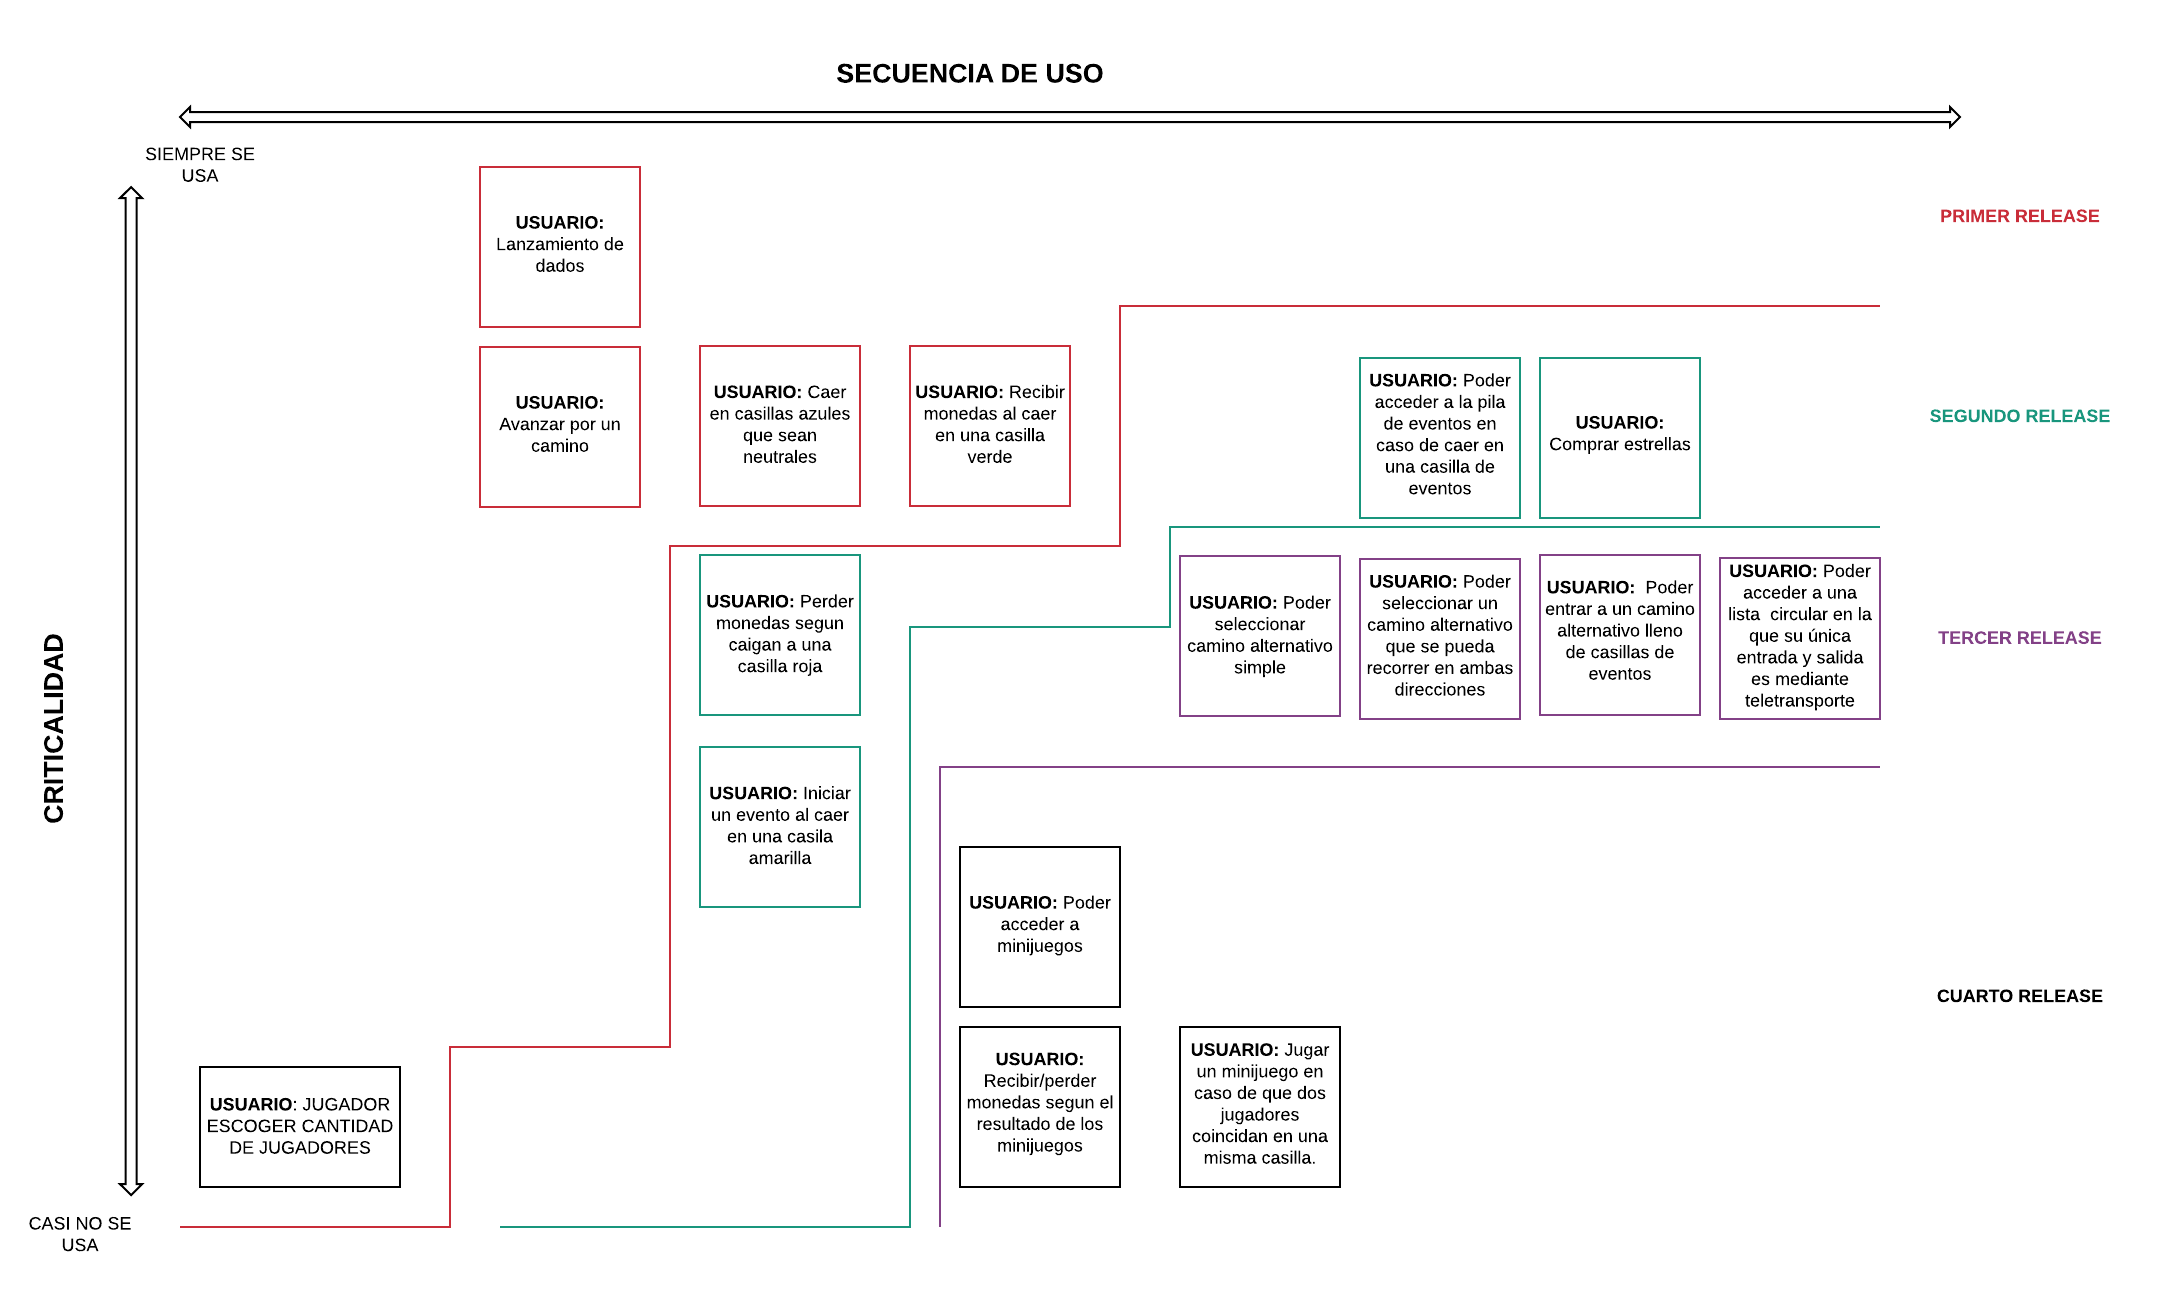 SECUENCIA DE USO
SIEMPRE SE
USA
CRITICALIDAD
CASI NO SE
USA
USUARIO:
Lanzamiento de
dados
PRIMER RELEASE
USUARIO:
Avanzar por un
camino
USUARIO: Caer
en casillas azules
que sean
neutrales
USUARIO: Recibir
monedas al caer
en una casilla
verde
USUARIO: Poder
acceder a la pila
de eventos en
caso de caer en
una casilla de
eventos
USUARIO:
Comprar estrellas
SEGUNDO RELEASE
USUARIO: Perder
monedas segun
caigan a una
casilla roja
USUARIO: Poder
seleccionar
camino alternativo
simple
USUARIO: Poder
seleccionar un
camino alternativo
que se pueda
recorrer en ambas
direcciones
USUARIO:  Poder
entrar a un camino
alternativo lleno
de casillas de
eventos
USUARIO: Poder
acceder a una
lista  circular en la
que su única
entrada y salida
es mediante
teletransporte
TERCER RELEASE
USUARIO: Iniciar
un evento al caer
en una casila
amarilla
USUARIO: Poder
acceder a
minijuegos
CUARTO RELEASE
USUARIO: JUGADOR
ESCOGER CANTIDAD
DE JUGADORES
USUARIO:
Recibir/perder
monedas segun el
resultado de los
minijuegos
USUARIO: Jugar
un minijuego en
caso de que dos
jugadores
coincidan en una
misma casilla.